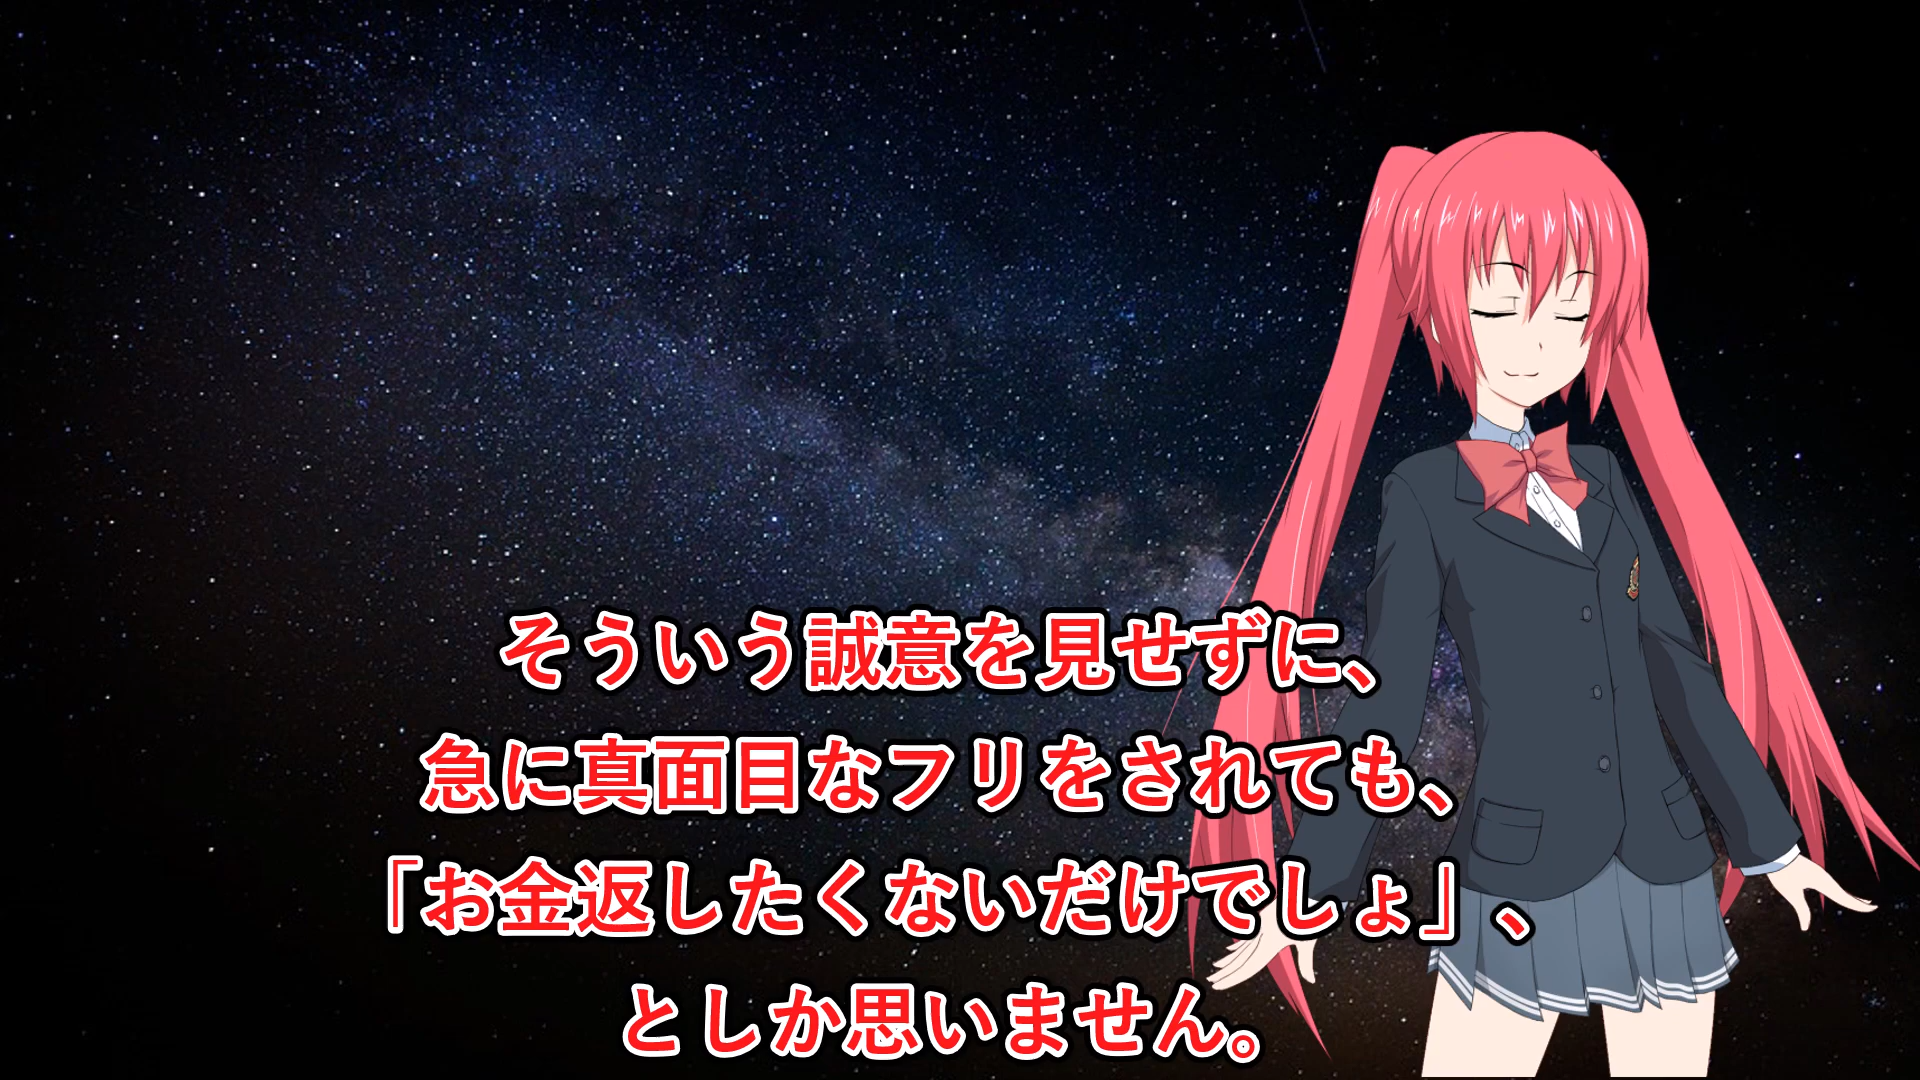 そういう誠意を見せずに、
急に真面目なフリをされても、
「お金返したくないだけでしょ」、
としか思いません。